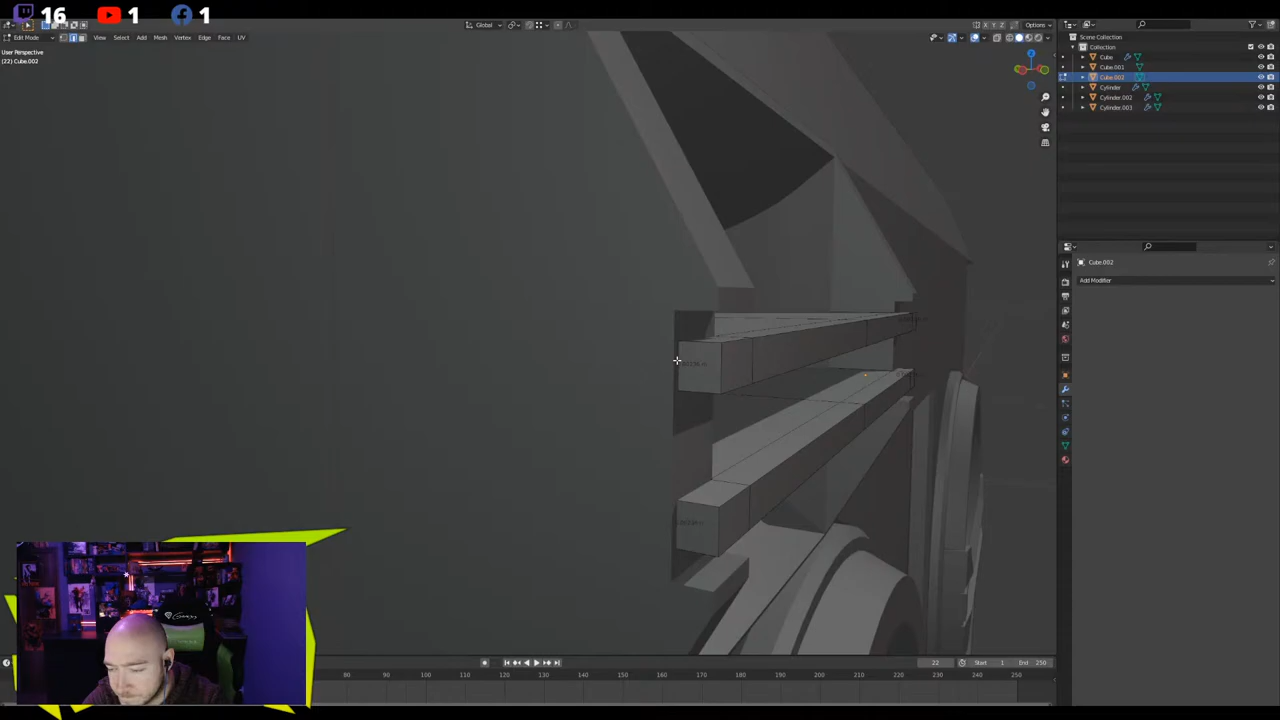 16
1
1
Global
Options
Edit Mode
View Select Add Mesh Vertex Edge Face UV
User Perspective
(22) Cube.002
Scene Collection
Collection
Cube
Cube.001
Cube.002
Cylinder
Cylinder.002
Cylinder.003
Cube.002
Add Modifier
22
Start 1
End 250
80 90 100 110 120 130 140 150 160 170 180 190 200 210 220 230 240 250